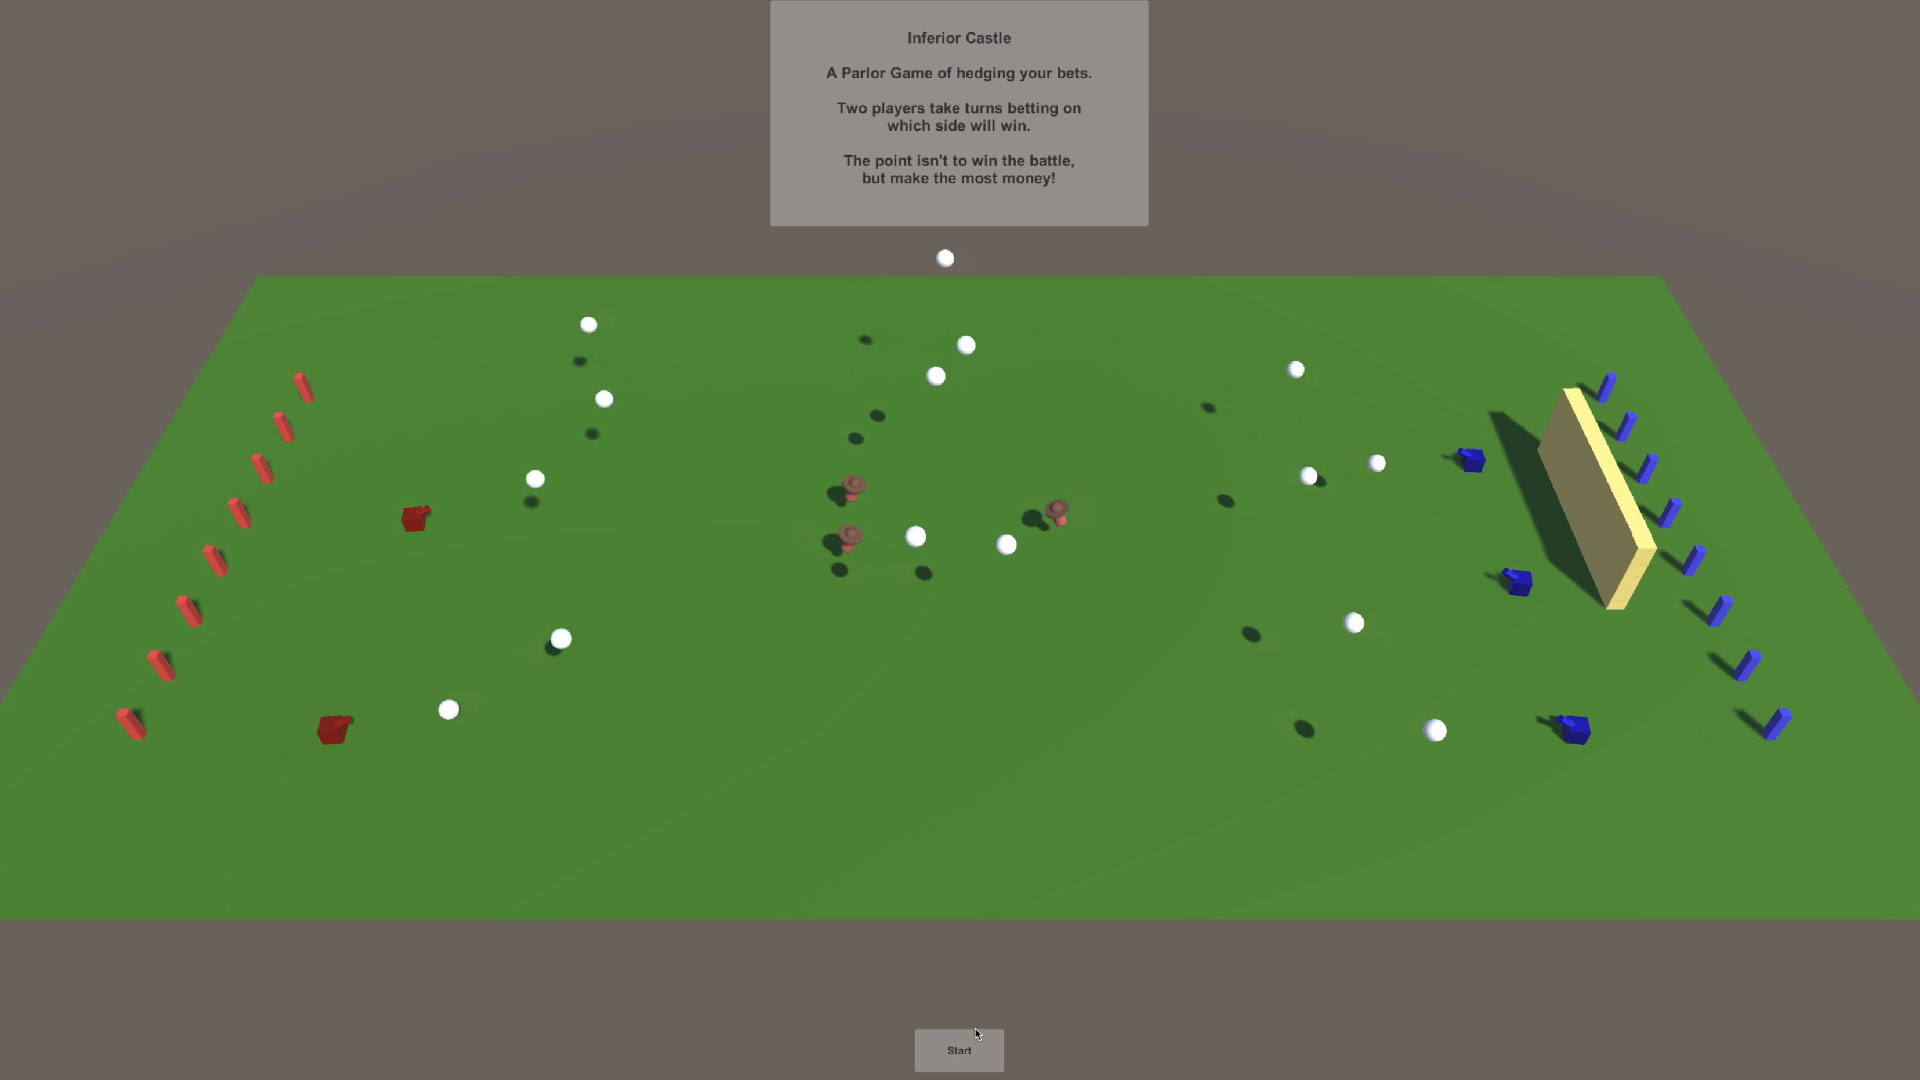 Inferior Castle
A Parlor Game of hedging your bets.
Two players take turns betting on
which side will win.
The point isn't to win the battle,
but make the most money!
Start